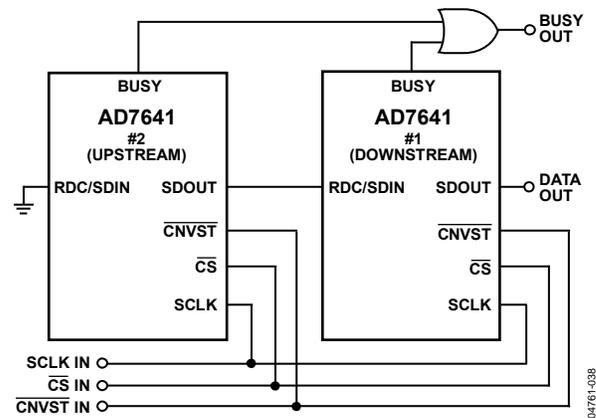 BUSY
OUT
BUSY
AD7641
#2
(UPSTREAM)
RDC/SDIN
SDOUT
CNVST
CS
SCLK
BUSY
AD7641
#1
(DOWNSTREAM)
RDC/SDIN
SDOUT
CNVST
CS
SCLK
DATA
OUT
SCLK IN
CS IN
CNVST IN
04761-038